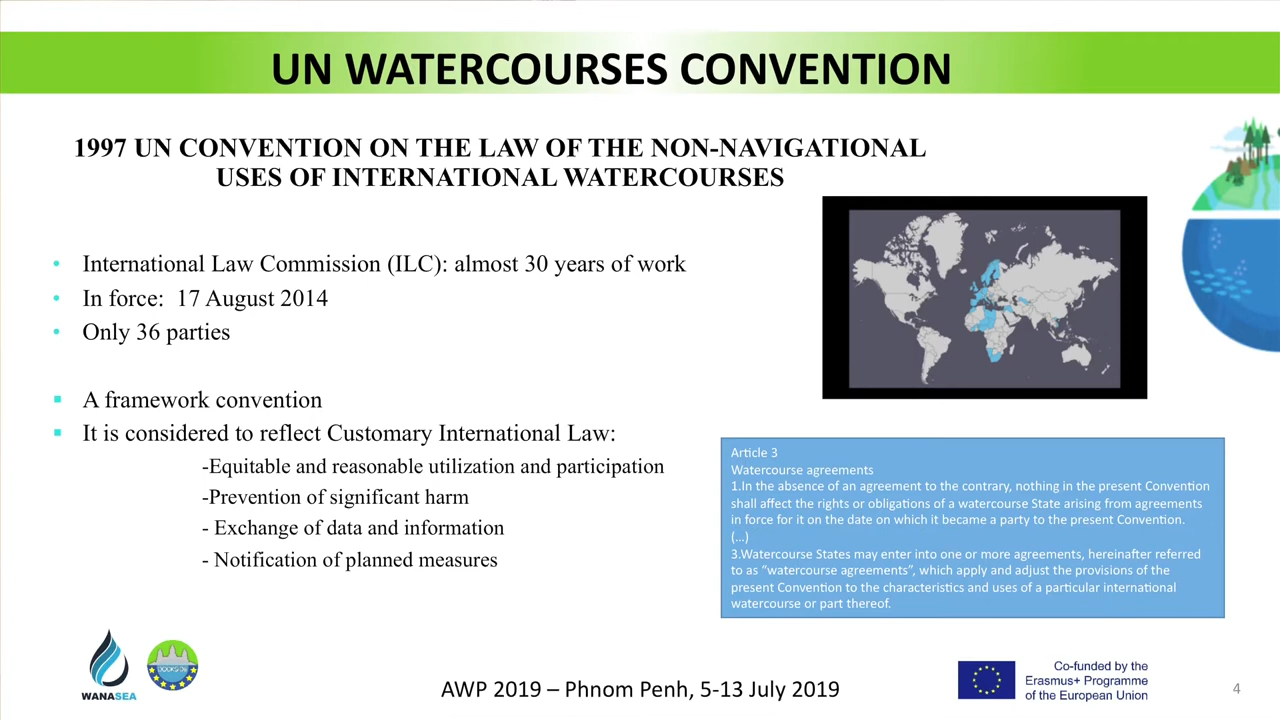 UN WATERCOURSES CONVENTION
1997 UN CONVENTION ON THE LAW OF THE NON-NAVIGATIONAL
USES OF INTERNATIONAL WATERCOURSES
• International Law Commission (ILC): almost 30 years of work
• In force: 17 August 2014
• Only 36 parties
▪ A framework convention
▪ It is considered to reflect Customary International Law:
-Equitable and reasonable utilization and participation
-Prevention of significant harm
- Exchange of data and information
- Notification of planned measures
Article 3
Watercourse agreements
1.In the absence of an agreement to the contrary, nothing in the present Convention
shall affect the rights or obligations of a watercourse State arising from agreements
in force for it on the date on which it became a party to the present Convention.
(...)
3.Watercourse States may enter into one or more agreements, hereinafter referred
to as “watercourse agreements”, which apply and adjust the provisions of the
present Convention to the characteristics and uses of a particular international
watercourse or part thereof.
WANASEA
AWP 2019 – Phnom Penh, 5-13 July 2019
Co-funded by the
Erasmus+ Programme
of the European Union
4